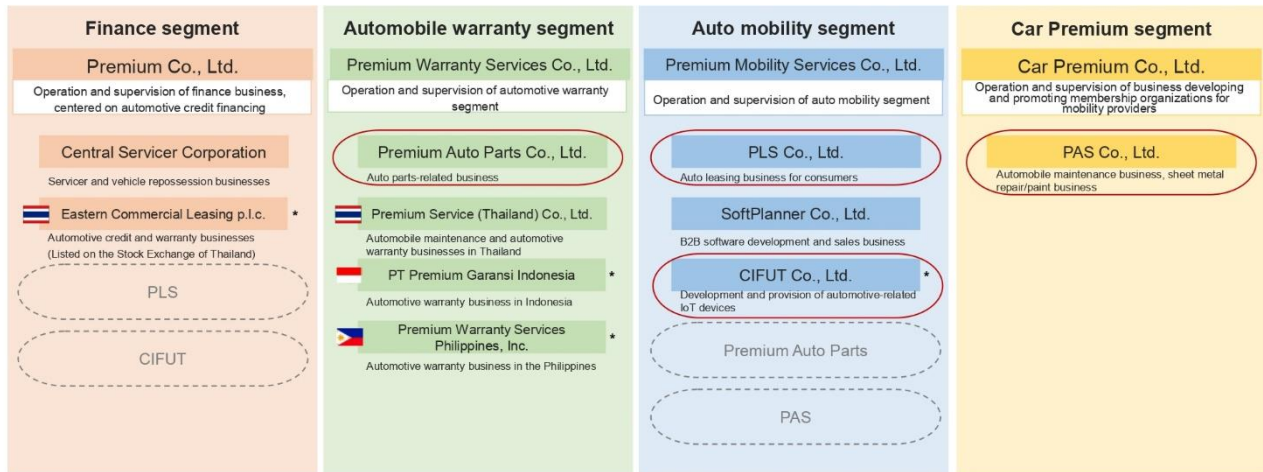 Finance segment
Premium Co., Ltd.
Operation and supervision of finance business,
centered on automotive credit financing
Central Servicer Corporation
Servicer and vehicle repossession businesses
Eastern Commercial Leasing p.l.c. *
Automotive credit and warranty businesses
(Listed on the Stock Exchange of Thailand)
PLS
CIFUT
Automobile warranty segment
Premium Warranty Services Co., Ltd.
Operation and supervision of automotive warranty
segment
Premium Auto Parts Co., Ltd.
Auto parts-related business
Premium Service (Thailand) Co., Ltd.
Automobile maintenance and automotive
warranty businesses in Thailand
PT Premium Garansi Indonesia *
Automotive warranty business in Indonesia
Premium Warranty Services
Philippines, Inc. *
Automotive warranty business in the Philippines
Auto mobility segment
Premium Mobility Services Co., Ltd.
Operation and supervision of auto mobility segment
PLS Co., Ltd.
Auto leasing business for consumers
SoftPlanner Co., Ltd.
B2B software development and sales business
CIFUT Co., Ltd. *
Development and provision of automotive-related
IoT devices
Premium Auto Parts
PAS
Car Premium segment
Car Premium Co., Ltd.
Operation and supervision of business developing
and promoting membership organizations for
mobility providers
PAS Co., Ltd.
Automobile maintenance business, sheet metal
repair/paint business